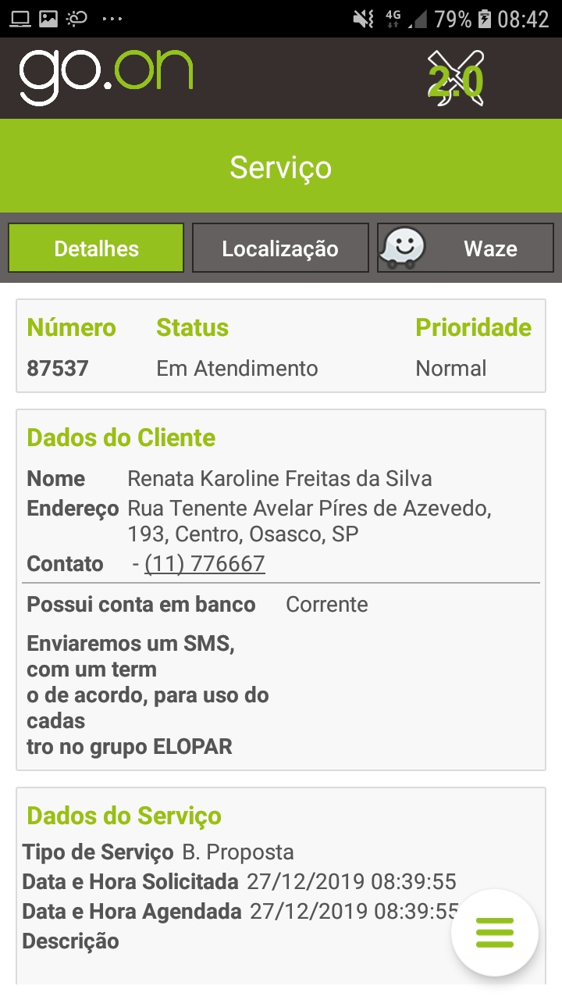 4G 79% 08:42
go.on 2.0
Serviço
Detalhes Localização Waze
Número Status Prioridade
87537 Em Atendimento Normal
Dados do Cliente
Nome Renata Karoline Freitas da Silva
Endereço Rua Tenente Avelar Píres de Azevedo,
193, Centro, Osasco, SP
Contato - (11) 776667
Possui conta em banco Corrente
Enviaremos um SMS,
com um term
o de acordo, para uso do
cadas
tro no grupo ELOPAR
Dados do Serviço
Tipo de Serviço B. Proposta
Data e Hora Solicitada 27/12/2019 08:39:55
Data e Hora Agendada 27/12/2019 08:39:55
Descrição